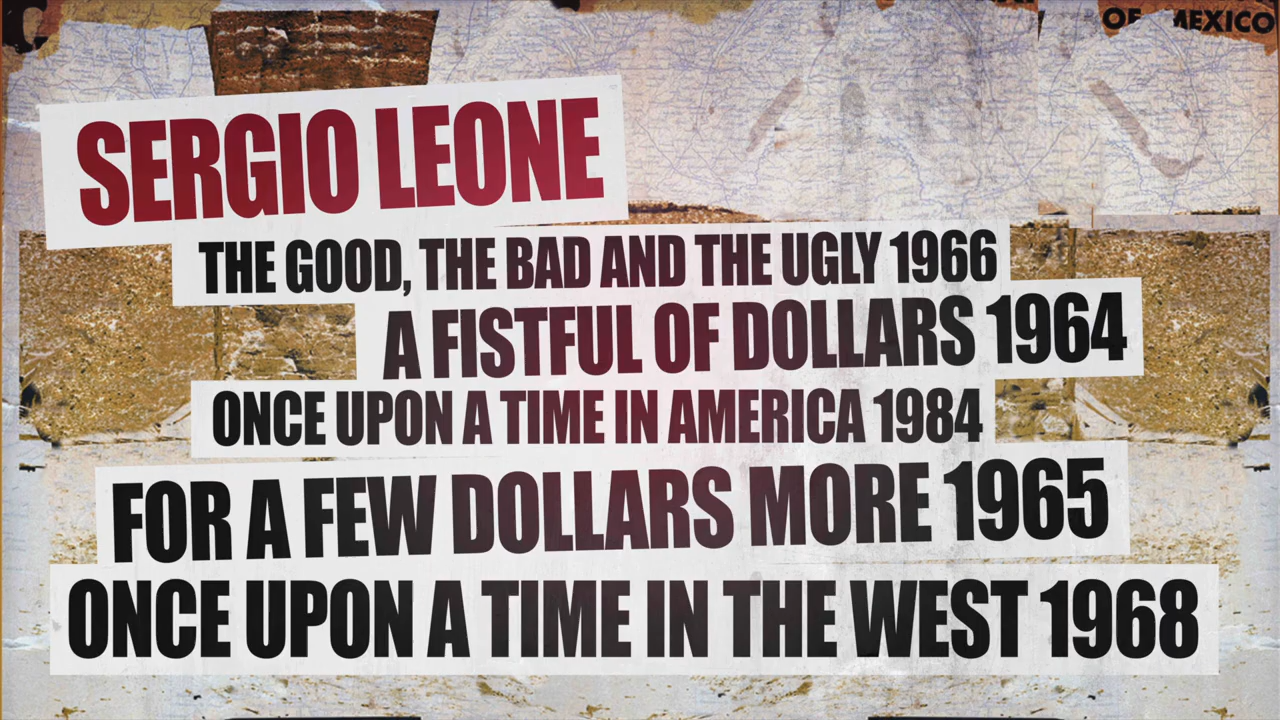 OF MEXICO
SERGIO LEONE
THE GOOD, THE BAD AND THE UGLY 1966
A FISTFUL OF DOLLARS 1964
ONCE UPON A TIME IN AMERICA 1984
FOR A FEW DOLLARS MORE 1965
ONCE UPON A TIME IN THE WEST 1968